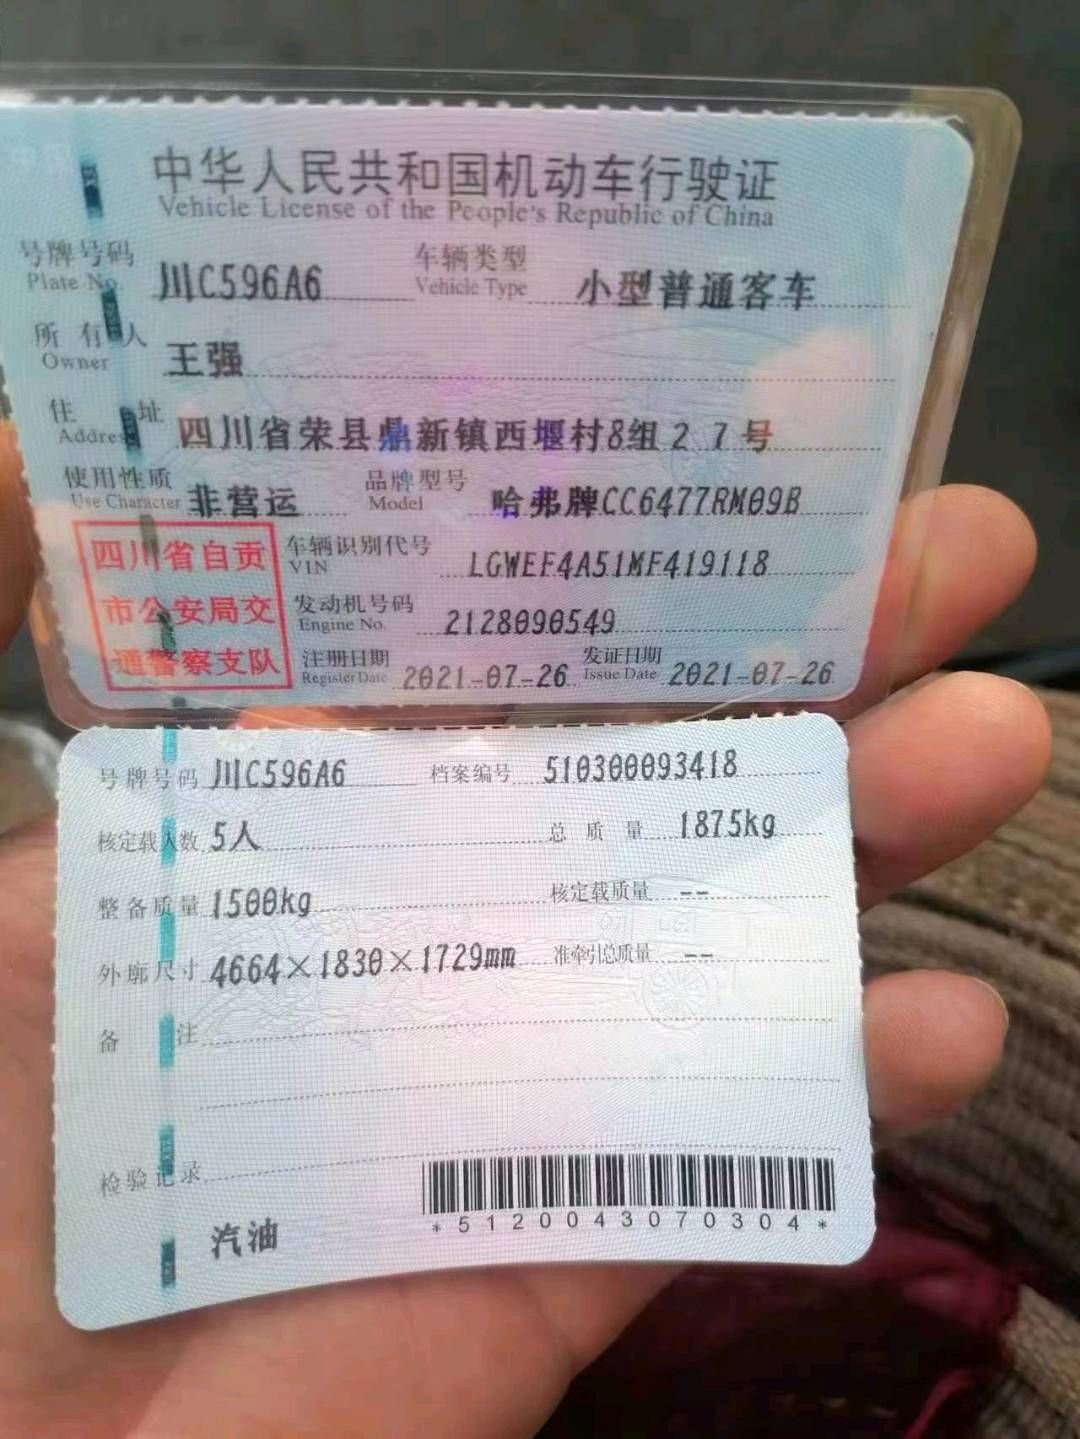 中华人民共和国机动车行驶证
Vehicle License of the People's Republic of China
号牌号码 Plate No. 川C596A6 车辆类型 Vehicle Type 小型普通客车
所有人 Owner 王强
住址 Address 四川省荣县鼎新镇西堰村8组27号
使用性质 Use Character 非营运 品牌型号 Model 哈弗牌CC6477RM09B
四川省自贡市公安局交通警察支队
车辆识别代号 VIN LGWEF4A51MF419118
发动机号码 Engine No. 2128090549
注册日期 Register Date 2021-07-26 发证日期 Issue Date 2021-07-26
号牌号码 川C596A6 档案编号 510300093418
核定载人数 5人 总质量 1875kg
整备质量 1500kg 核定载质量 --
外廓尺寸 4664×1830×1729mm 准牵引总质量 --
备注
检验记录
汽油
*5120043070304*